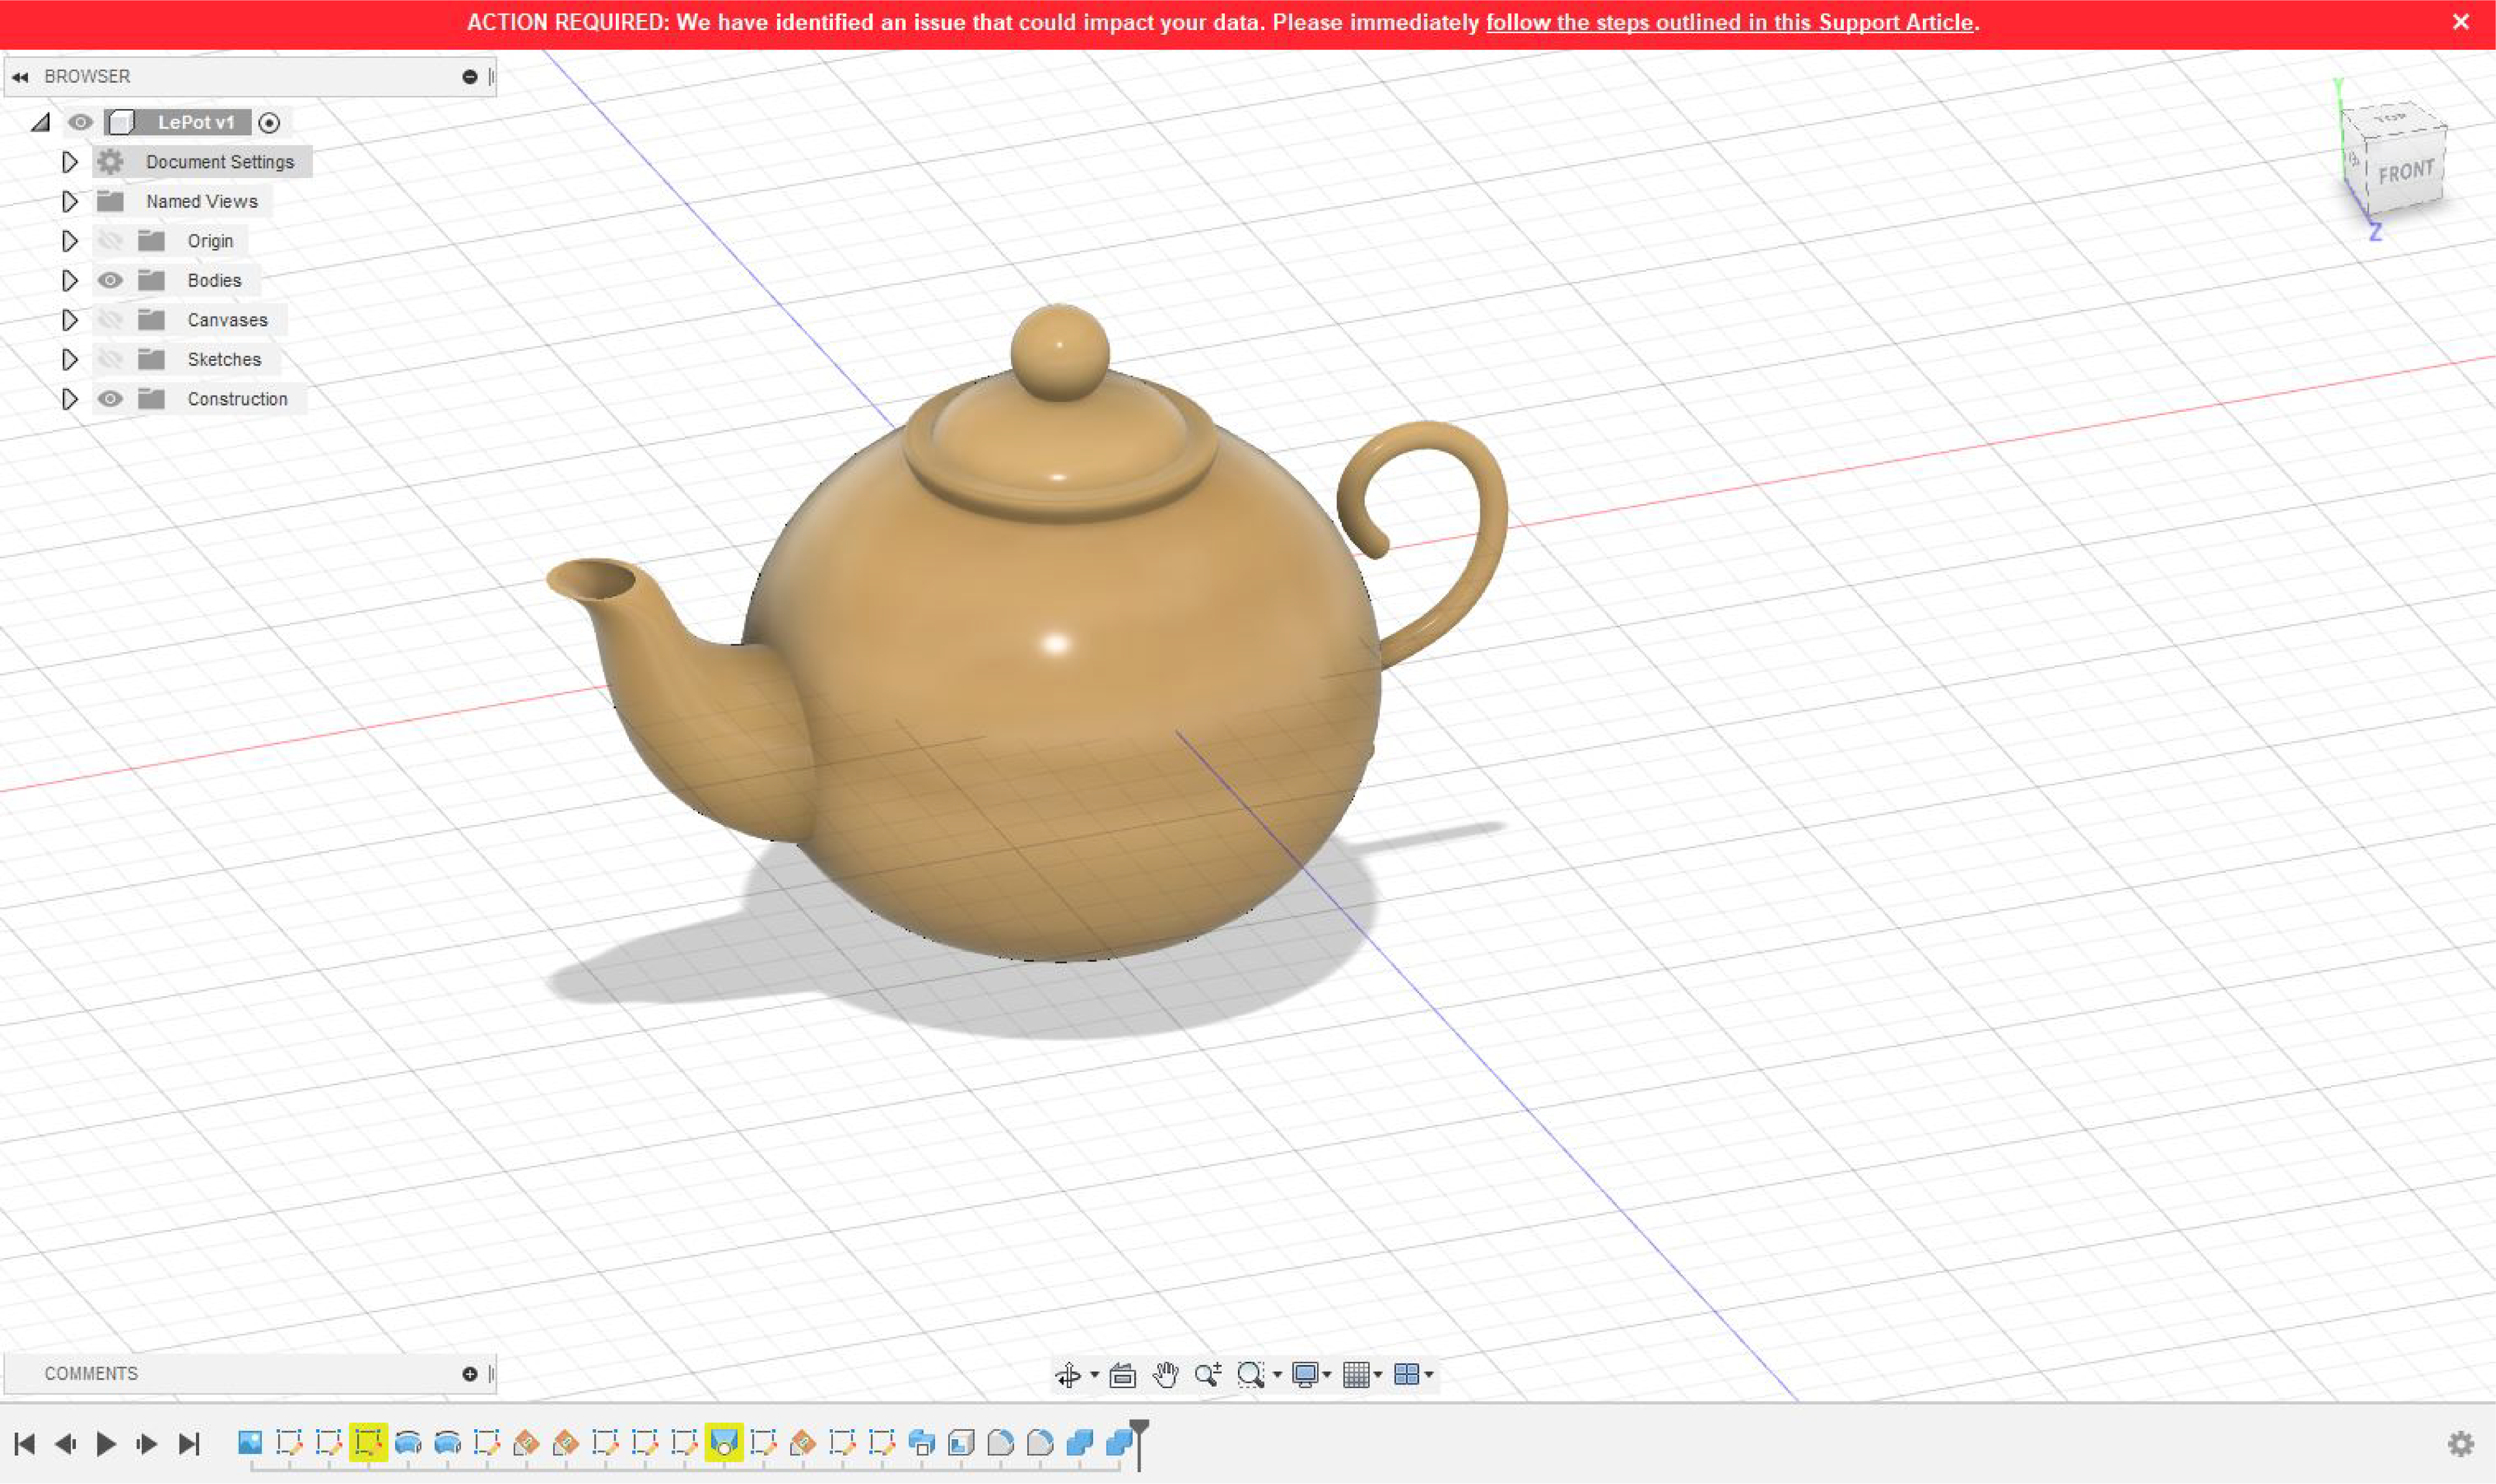 ACTION REQUIRED: We have identified an issue that could impact your data. Please immediately follow the steps outlined in this Support Article.
BROWSER
LePot v1
Document Settings
Named Views
Origin
Bodies
Canvases
Sketches
Construction
Y
TOP
FRONT
Z
COMMENTS